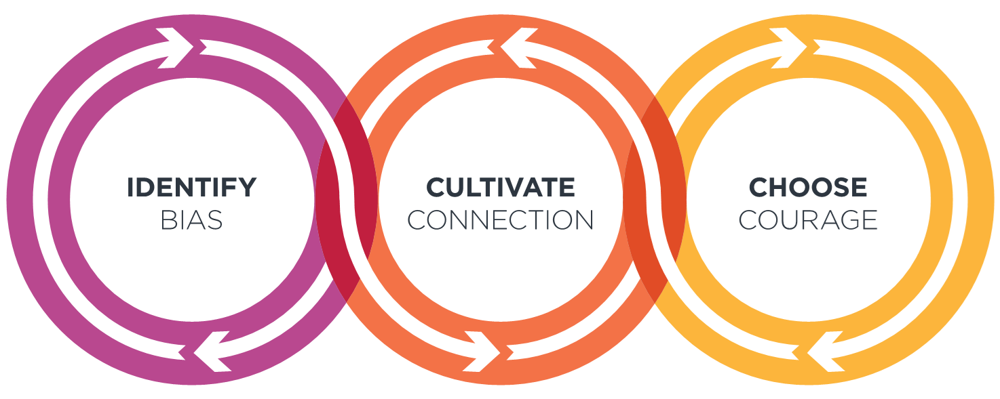 IDENTIFY
BIAS
CULTIVATE
CONNECTION
CHOOSE
COURAGE